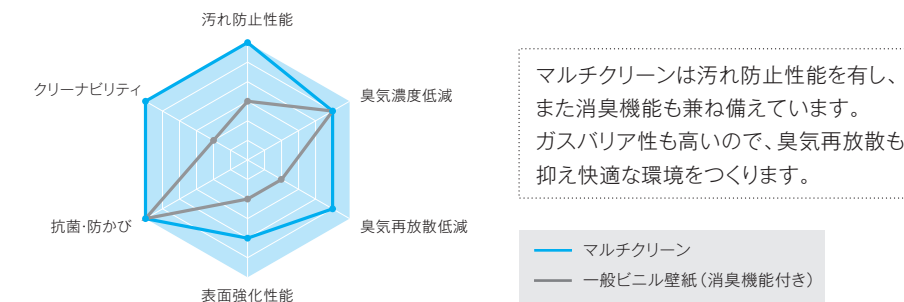 汚れ防止性能
クリーナビリティ
臭気濃度低減
抗菌・防かび
臭気再放散低減
表面強化性能
マルチクリーンは汚れ防止性能を有し、
また消臭機能も兼ね備えています。
ガスバリア性も高いので、臭気再放散も
抑え快適な環境をつくります。
マルチクリーン
一般ビニル壁紙（消臭機能付き）